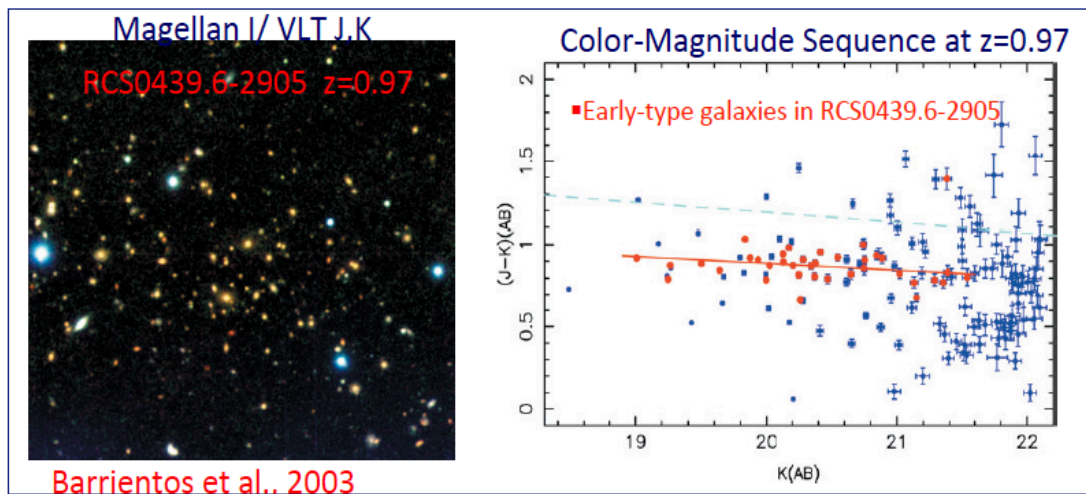 Magellan I/ VLT J,K
RCS0439.6-2905 z=0.97
Barrientos et al., 2003
Color-Magnitude Sequence at z=0.97
Early-type galaxies in RCS0439.6-2905
2
1.5
1
0.5
0
(J-K)(AB)
19 20 21 22
K(AB)